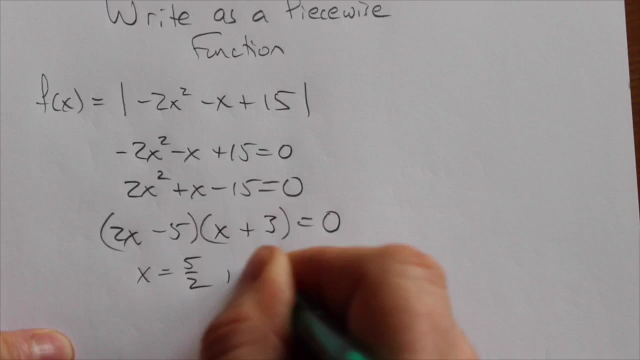 Write as a Piecewise
Function
f(x) = | -2x² - x + 15 |
-2x² - x + 15 = 0
2x² + x - 15 = 0
(2x - 5)(x + 3) = 0
x = 5/2 ,